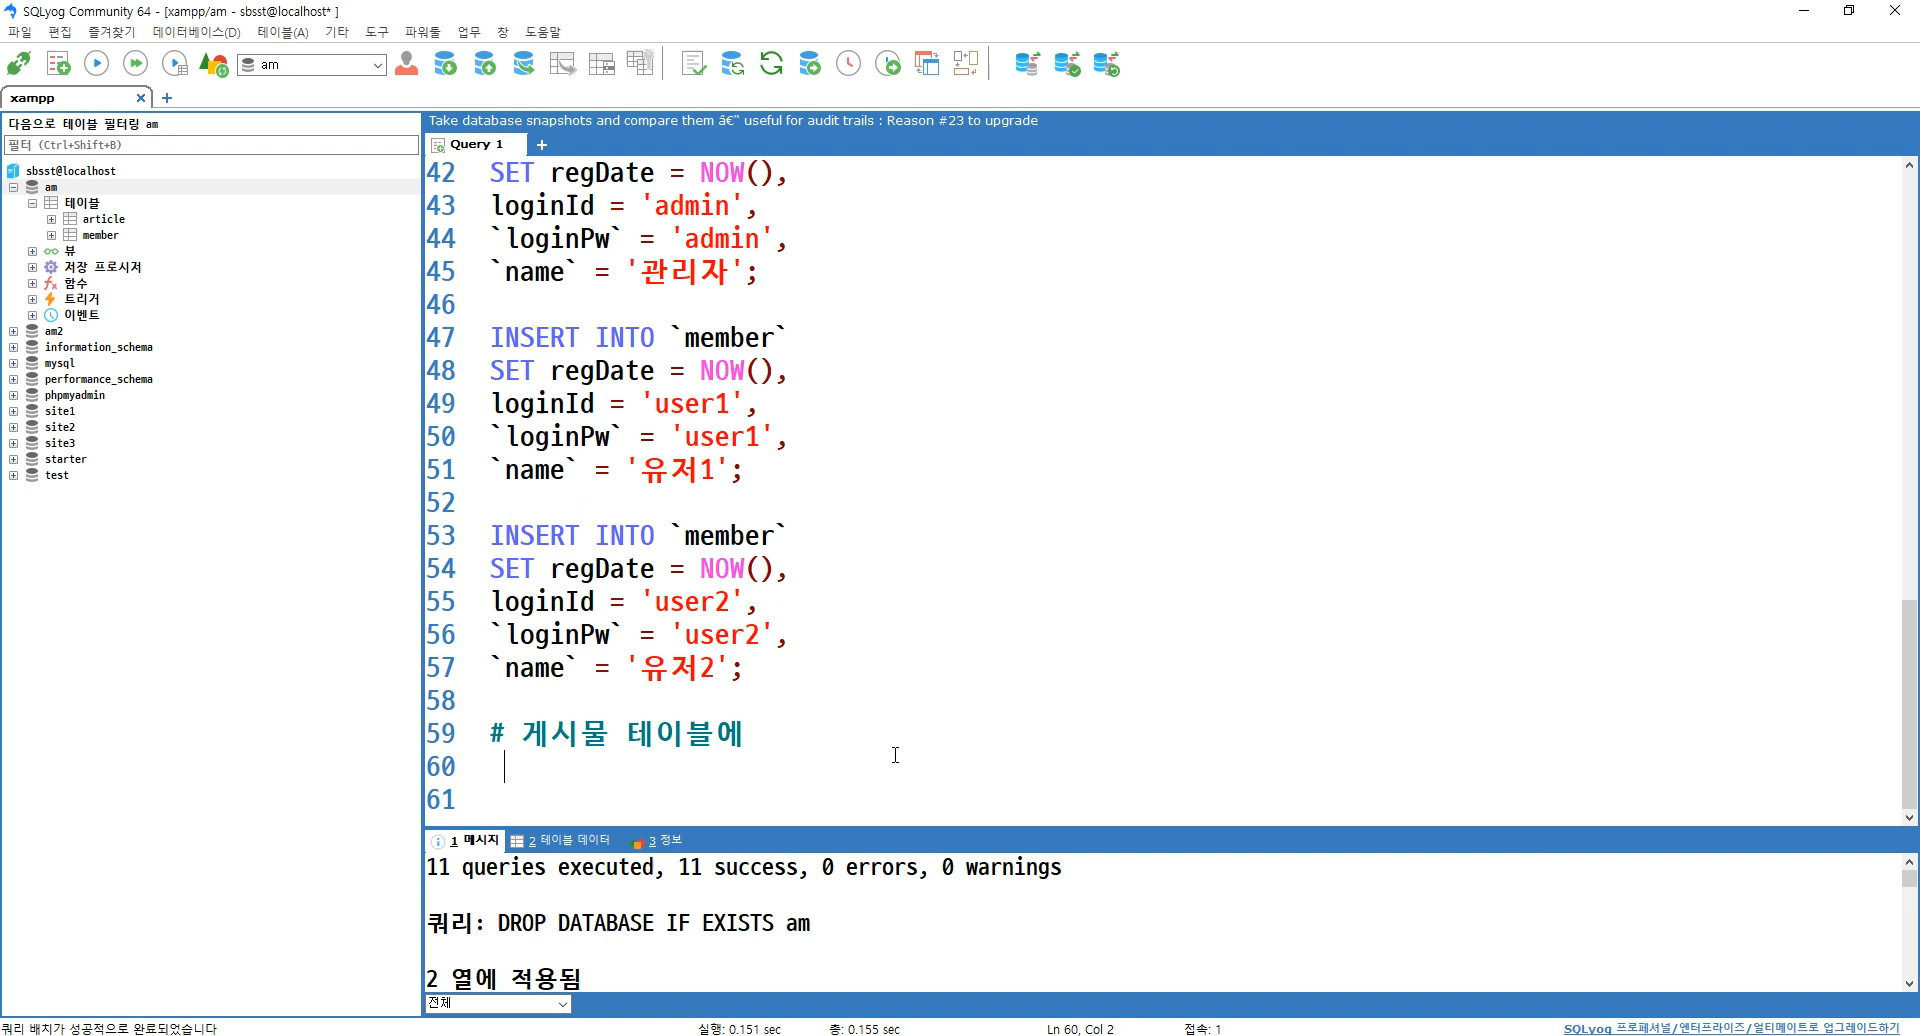 SQLyog Community 64 - [xampp/am - sbsst@localhost* ]
파일 편집 즐겨찾기 데이터베이스(D) 테이블(A) 기타 도구 파워툴 업무 창 도움말
am
xampp
다음으로 테이블 필터링 am
필터 (Ctrl+Shift+B)
sbsst@localhost
am
테이블
article
member
뷰
저장 프로시저
함수
트리거
이벤트
am2
information_schema
mysql
performance_schema
phpmyadmin
site1
site2
site3
starter
test
Take database snapshots and compare them â€“ useful for audit trails : Reason #23 to upgrade
Query 1
42 SET regDate = NOW(),
43 loginId = 'admin',
44 `loginPw` = 'admin',
45 `name` = '관리자';
46
47 INSERT INTO `member`
48 SET regDate = NOW(),
49 loginId = 'user1',
50 `loginPw` = 'user1',
51 `name` = '유저1';
52
53 INSERT INTO `member`
54 SET regDate = NOW(),
55 loginId = 'user2',
56 `loginPw` = 'user2',
57 `name` = '유저2';
58
59 # 게시물 테이블에
60
61
1 메시지 2 테이블 데이터 3 정보
11 queries executed, 11 success, 0 errors, 0 warnings
쿼리: DROP DATABASE IF EXISTS am
2 열에 적용됨
전체
쿼리 배치가 성공적으로 완료되었습니다 실행: 0.151 sec 총: 0.155 sec Ln 60, Col 2 접속: 1 SQLyog 프로페셔널/엔터프라이즈/얼티메이트로 업그레이드하기